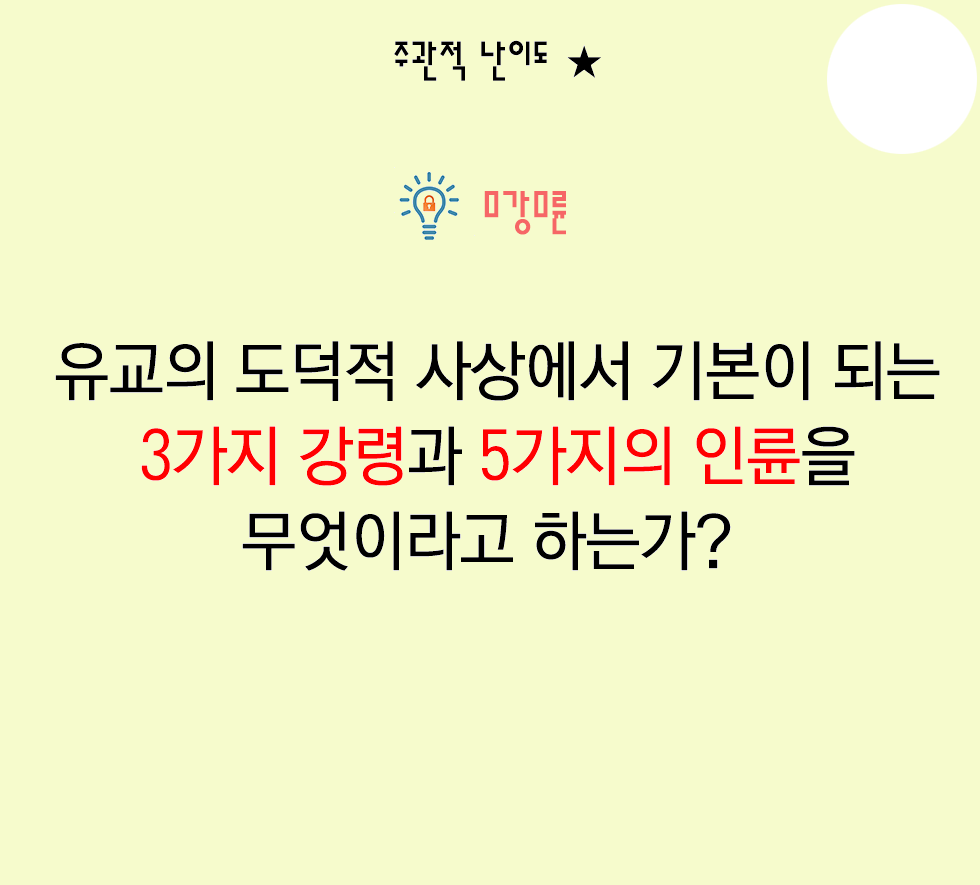 주관적 난이도 ★
ㅁ강ㅁ륜
유교의 도덕적 사상에서 기본이 되는
3가지 강령과 5가지의 인륜을
무엇이라고 하는가?